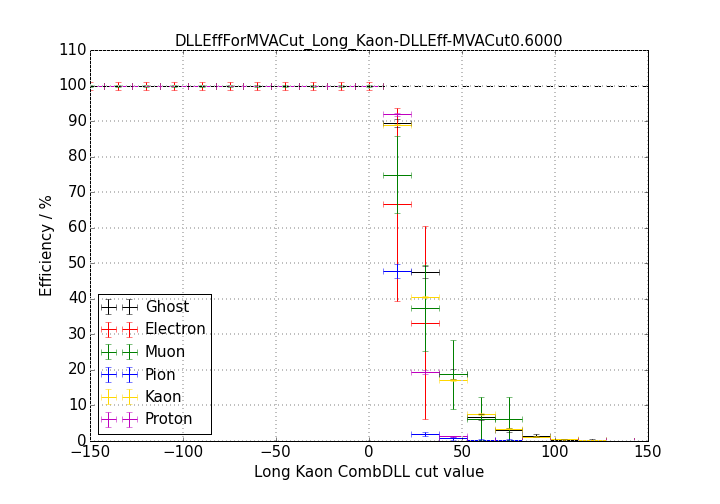 DLLEffForMVACut_Long_Kaon-DLLEff-MVACut0.6000
110
100
90
80
70
60
50
40
30
20
10
0
Efficiency / %
Ghost
Electron
Muon
Pion
Kaon
Proton
−150 −100 −50 0 50 100 150
Long Kaon CombDLL cut value